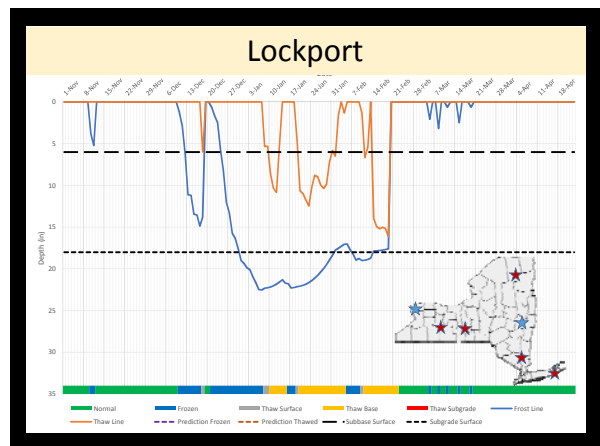 Lockport
1-Nov 8-Nov 15-Nov 22-Nov 29-Nov 6-Dec 13-Dec 20-Dec 27-Dec 3-Jan 10-Jan 17-Jan 24-Jan 31-Jan 7-Feb 14-Feb 21-Feb 28-Feb 7-Mar 14-Mar 21-Mar 28-Mar 4-Apr 11-Apr 18-Apr
0
5
10
15
20
25
30
35
Depth (in)
Normal Frozen Thaw Surface Thaw Base Thaw Subgrade Frost Line
Thaw Line Prediction Frozen Prediction Thawed Subbase Surface Subgrade Surface